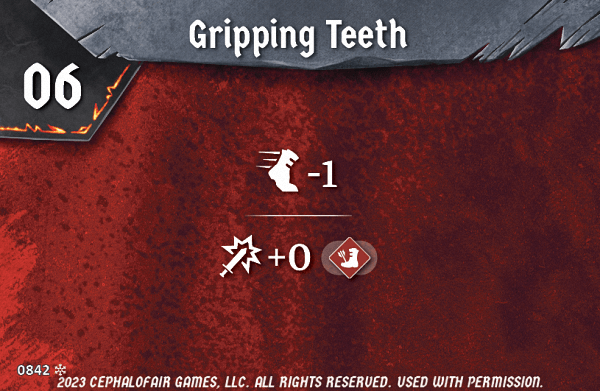 Gripping Teeth
06
-1
+0
0842
2023 CEPHALOFAIR GAMES, LLC. ALL RIGHTS RESERVED. USED WITH PERMISSION.